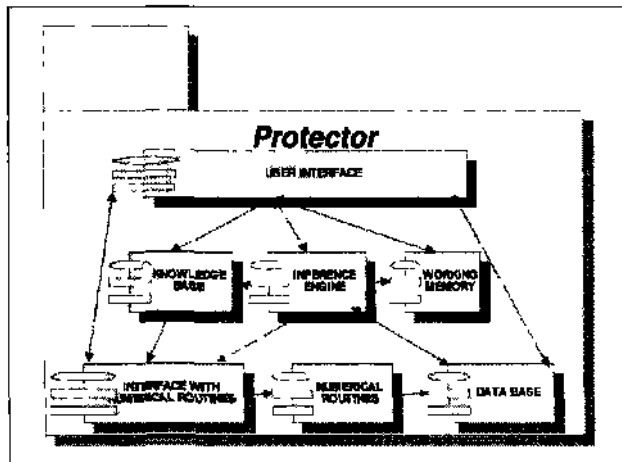 Protector
USER INTERFACE
KNOWLEDGE
BASE
INFERENCE
ENGINE
WORKING
MEMORY
INTERFACE WITH
NUMERICAL ROUTINES
NUMERICAL
ROUTINES
DATA BASE